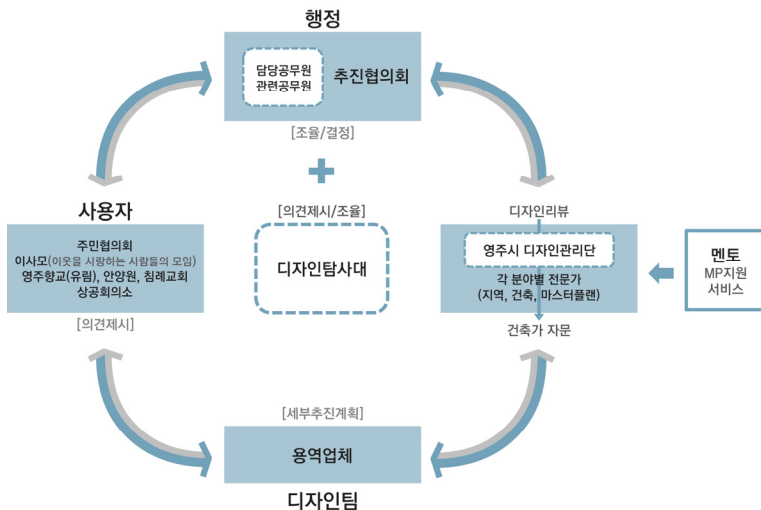 행정
담당공무원
관련공무원
추진협의회
[조율/결정]
사용자
주민협의회
이사모(이웃을 사랑하는 사람들의 모임)
영주향교(유림), 안양원, 침례교회
상공회의소
[의견제시]
[의견제시/조율]
디자인탐사대
디자인리뷰
영주시 디자인관리단
각 분야별 전문가
(지역, 건축, 마스터플랜)
건축가 자문
멘토
MP지원
서비스
[세부추진계획]
용역업체
디자인팀